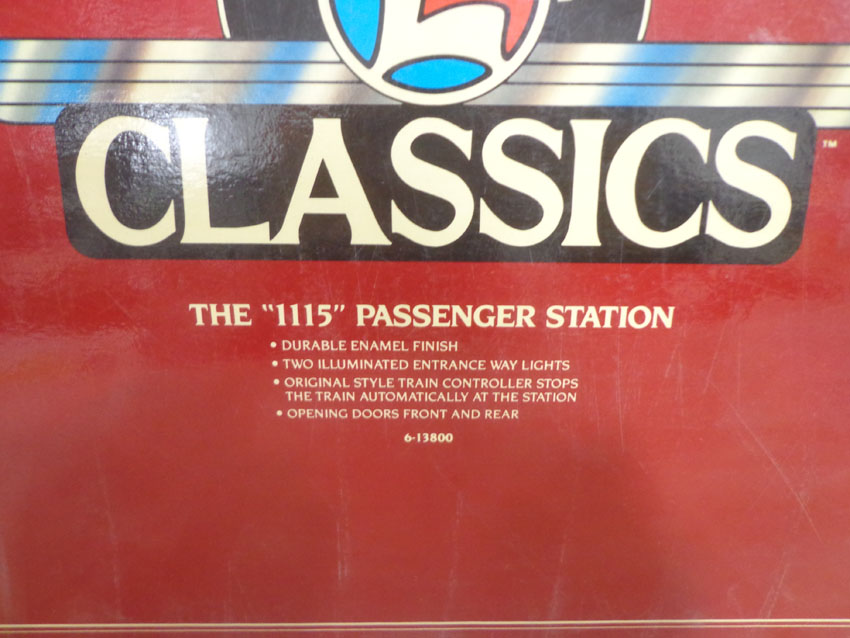 CLASSICS
™
THE "1115" PASSENGER STATION
• DURABLE ENAMEL FINISH
• TWO ILLUMINATED ENTRANCE WAY LIGHTS
• ORIGINAL STYLE TRAIN CONTROLLER STOPS
THE TRAIN AUTOMATICALLY AT THE STATION
• OPENING DOORS FRONT AND REAR
6-13800